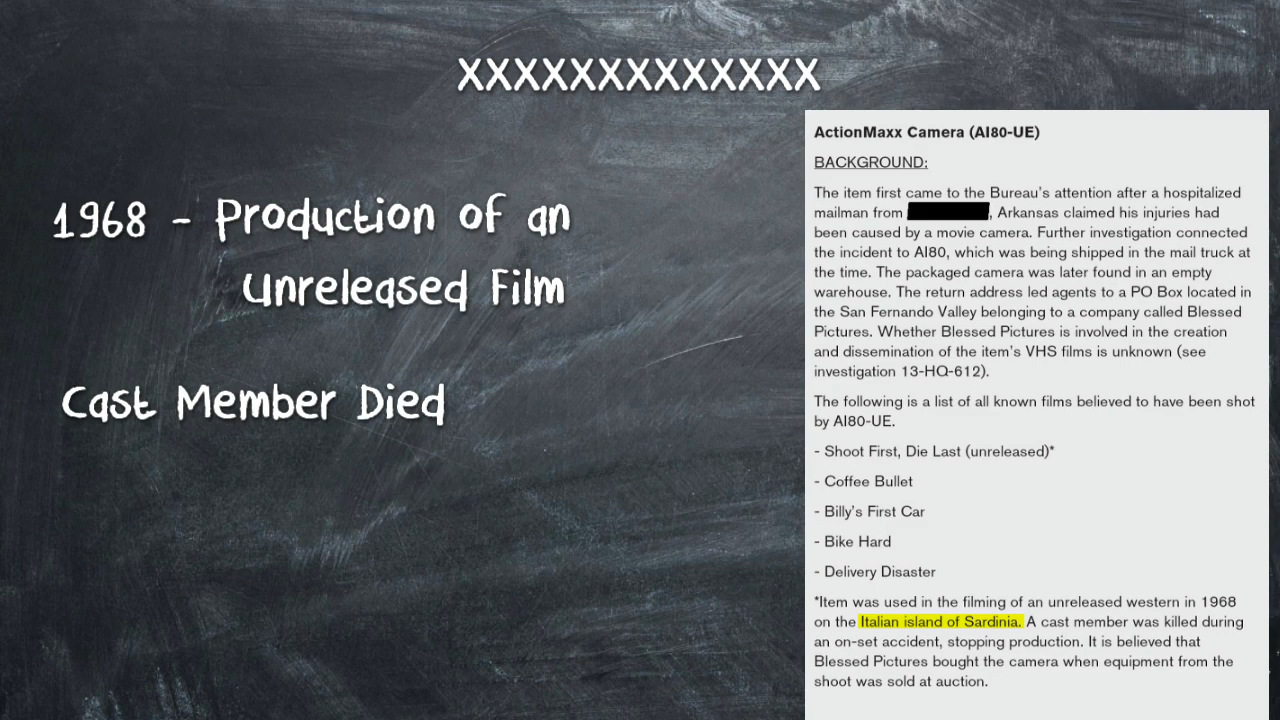 XXXXXXXXXXXXX
1968 - Production of an
Unreleased Film
Cast Member Died
ActionMaxx Camera (AI80-UE)
BACKGROUND:
The item first came to the Bureau's attention after a hospitalized
mailman from , Arkansas claimed his injuries had
been caused by a movie camera. Further investigation connected
the incident to AI80, which was being shipped in the mail truck at
the time. The packaged camera was later found in an empty
warehouse. The return address led agents to a PO Box located in
the San Fernando Valley belonging to a company called Blessed
Pictures. Whether Blessed Pictures is involved in the creation
and dissemination of the item's VHS films is unknown (see
investigation 13-HQ-612).
The following is a list of all known films believed to have been shot
by AI80-UE.
- Shoot First, Die Last (unreleased)*
- Coffee Bullet
- Billy's First Car
- Bike Hard
- Delivery Disaster
*Item was used in the filming of an unreleased western in 1968
on the Italian island of Sardinia. A cast member was killed during
an on-set accident, stopping production. It is believed that
Blessed Pictures bought the camera when equipment from the
shoot was sold at auction.